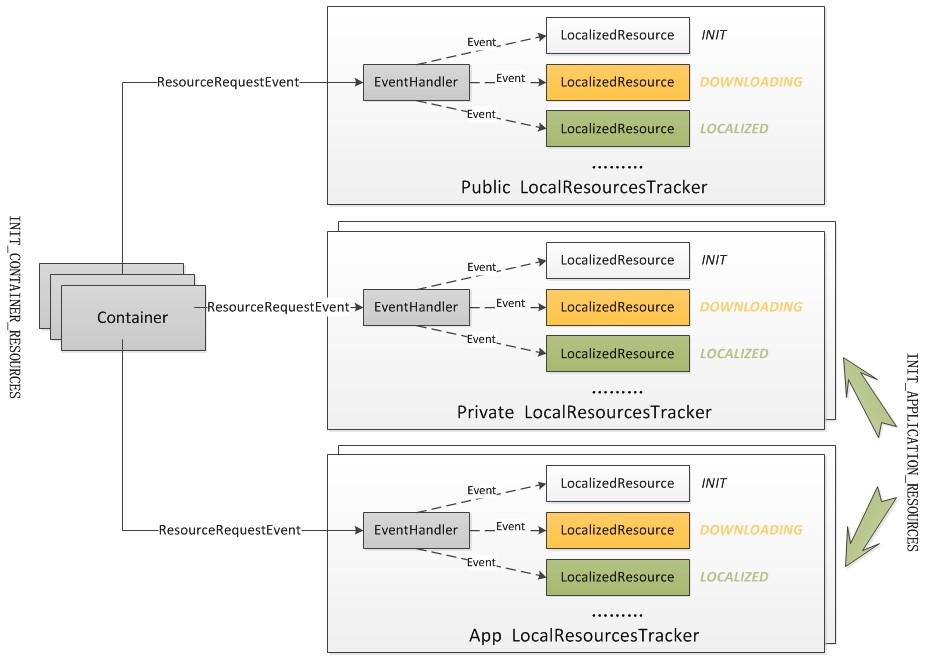 Event
LocalizedResource INIT
ResourceRequestEvent
EventHandler
Event
LocalizedResource DOWNLOADING
Event
LocalizedResource LOCALIZED
.........
Public LocalResourcesTracker
INIT_CONTAINER_RESOURCES
Container
Event
LocalizedResource INIT
ResourceRequestEvent
EventHandler
Event
LocalizedResource DOWNLOADING
Event
LocalizedResource LOCALIZED
.........
Private LocalResourcesTracker
INIT_APPLICATION_RESOURCES
Event
LocalizedResource INIT
ResourceRequestEvent
EventHandler
Event
LocalizedResource DOWNLOADING
Event
LocalizedResource LOCALIZED
.........
App LocalResourcesTracker